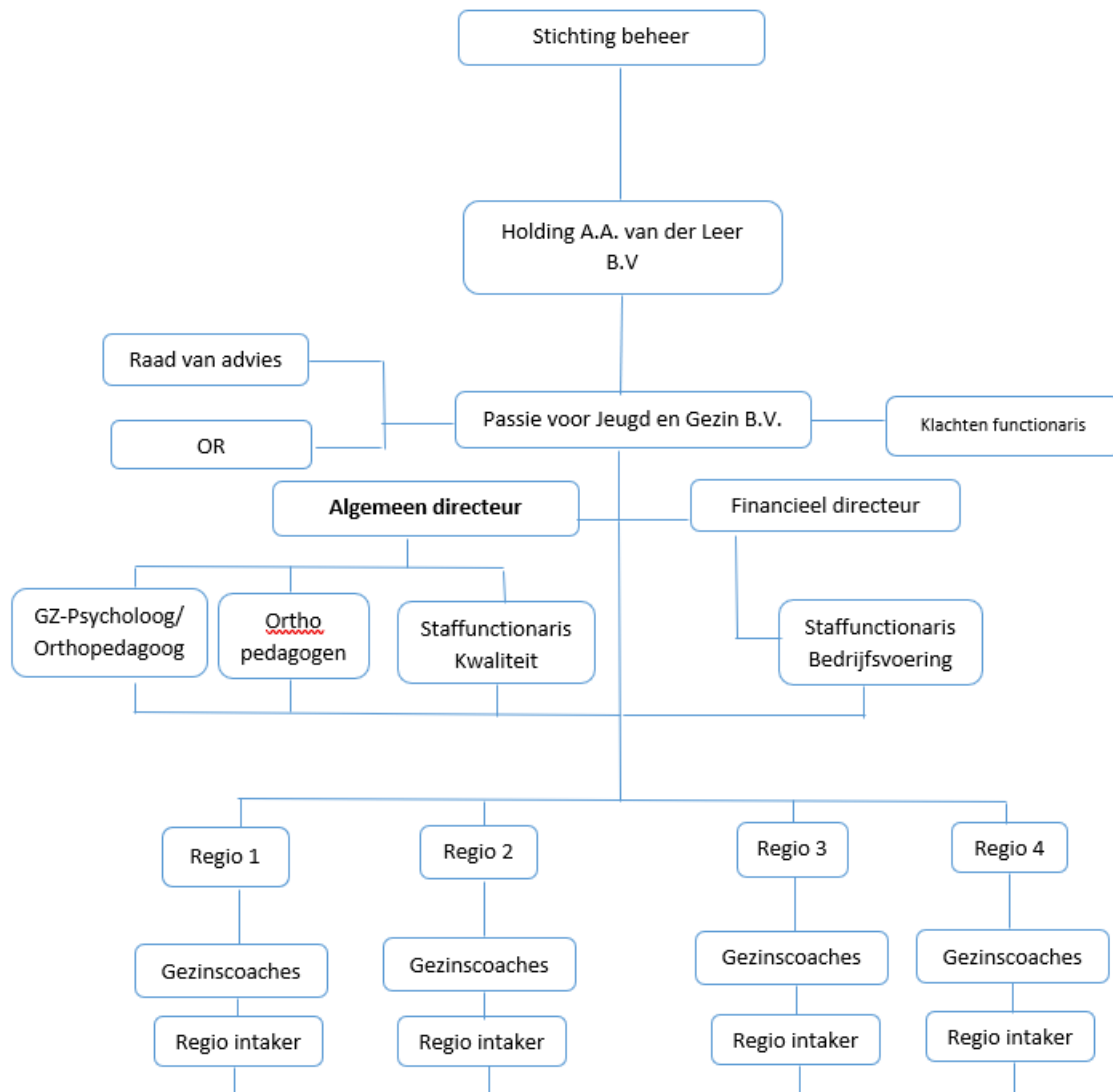 Stichting beheer
Holding A.A. van der Leer
B.V
Raad van advies
Passie voor Jeugd en Gezin B.V.
Klachten functionaris
OR
Algemeen directeur
Financieel directeur
GZ-Psycholoog/
Orthopedagoog
Ortho
pedagogen
Staffunctionaris
Kwaliteit
Staffunctionaris
Bedrijfsvoering
Regio 1
Regio 2
Regio 3
Regio 4
Gezinscoaches
Gezinscoaches
Gezinscoaches
Gezinscoaches
Regio intaker
Regio intaker
Regio intaker
Regio intaker